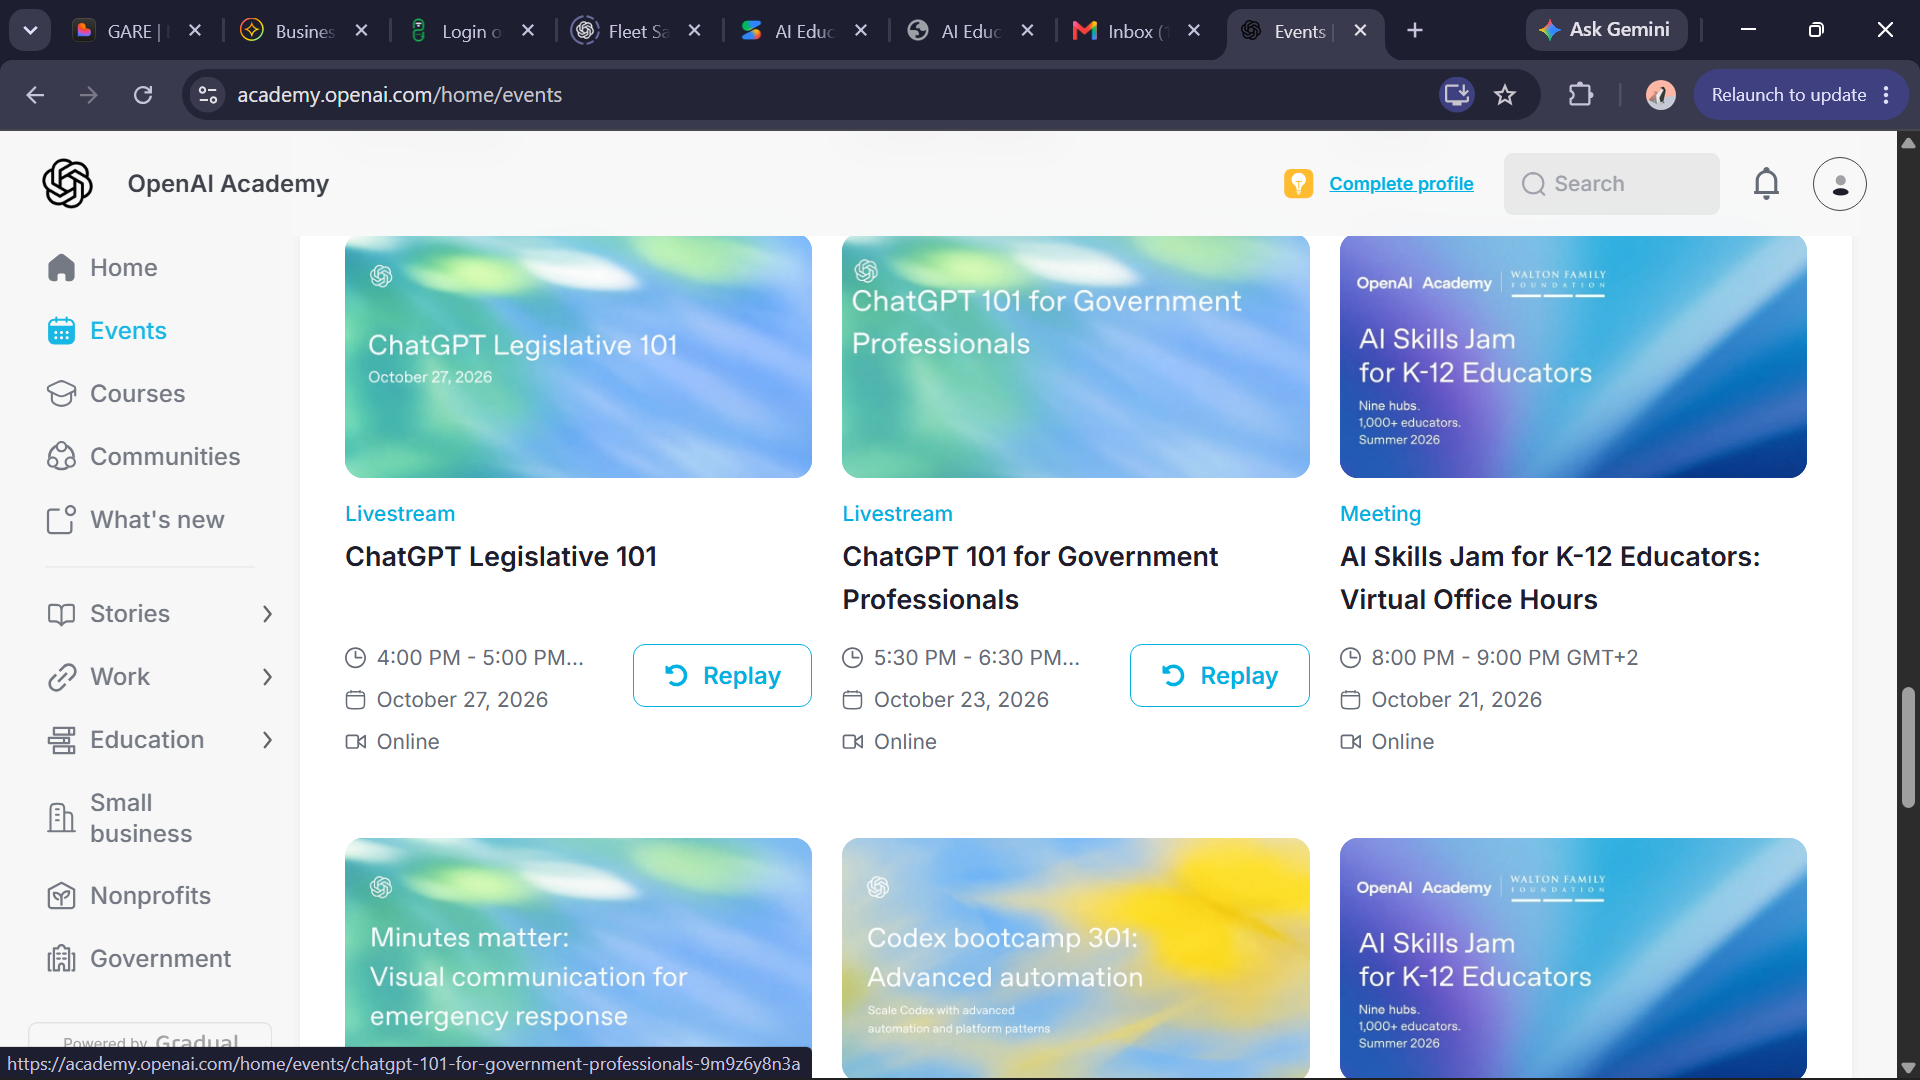 GARE |
Busines
Login o
Fleet Sa
AI Educ
AI Educ
Inbox (1
Events |
Ask Gemini
academy.openai.com/home/events
Relaunch to update
OpenAI Academy
Complete profile
Search
Home
Events
Courses
Communities
What's new
Stories
Work
Education
Small
business
Nonprofits
Government
Powered by Gradual
ChatGPT Legislative 101
October 27, 2026
Livestream
ChatGPT Legislative 101
4:00 PM - 5:00 PM...
October 27, 2026
Online
Replay
ChatGPT 101 for Government
Professionals
Livestream
ChatGPT 101 for Government
Professionals
5:30 PM - 6:30 PM...
October 23, 2026
Online
Replay
OpenAI Academy
WALTON FAMILY
FOUNDATION
AI Skills Jam
for K-12 Educators
Nine hubs.
1,000+ educators.
Summer 2026
Meeting
AI Skills Jam for K-12 Educators:
Virtual Office Hours
8:00 PM - 9:00 PM GMT+2
October 21, 2026
Online
Minutes matter:
Visual communication for
emergency response
Codex bootcamp 301:
Advanced automation
Scale Codex with advanced
automation and platform patterns
OpenAI Academy
WALTON FAMILY
FOUNDATION
AI Skills Jam
for K-12 Educators
Nine hubs.
1,000+ educators.
Summer 2026
https://academy.openai.com/home/events/chatgpt-101-for-government-professionals-9m9z6y8n3a